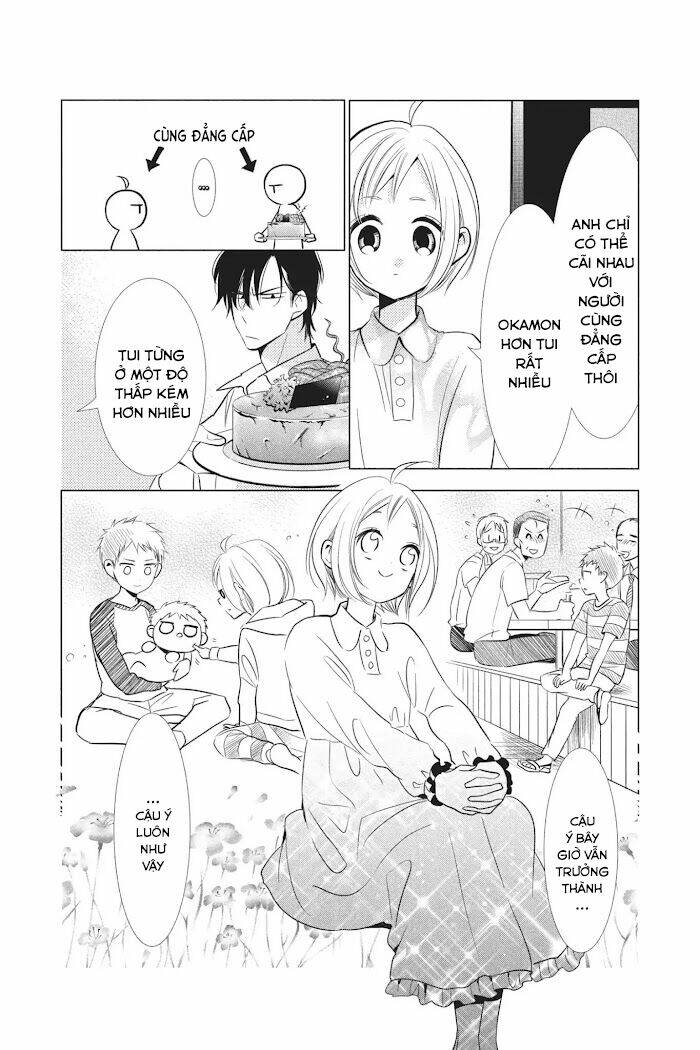 ANH CHỈ
CÓ THỂ
CÃI NHAU
VỚI
NGƯỜI
CÙNG
ĐẲNG
CẤP
THÔI
OKAMON
HƠN TUI
RẤT
NHIỀU
CÙNG ĐẲNG CẤP
...
TUI TỪNG
Ở MỘT ĐỘ
THẤP KÉM
HƠN NHIỀU
CẬU
Ý BÂY
GIỜ VẪN
TRƯỞNG
THÀNH
...
...
CẬU Ý
LUÔN
NHƯ
VẬY